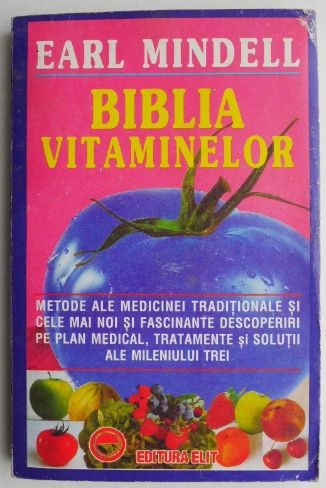 EARL MINDELL
BIBLIA
VITAMINELOR
METODE ALE MEDICINEI TRADIȚIONALE ȘI
CELE MAI NOI ȘI FASCINANTE DESCOPERIRI
PE PLAN MEDICAL, TRATAMENTE și SOLUȚII
ALE MILENIULUI TREI
EDITURA ELIT